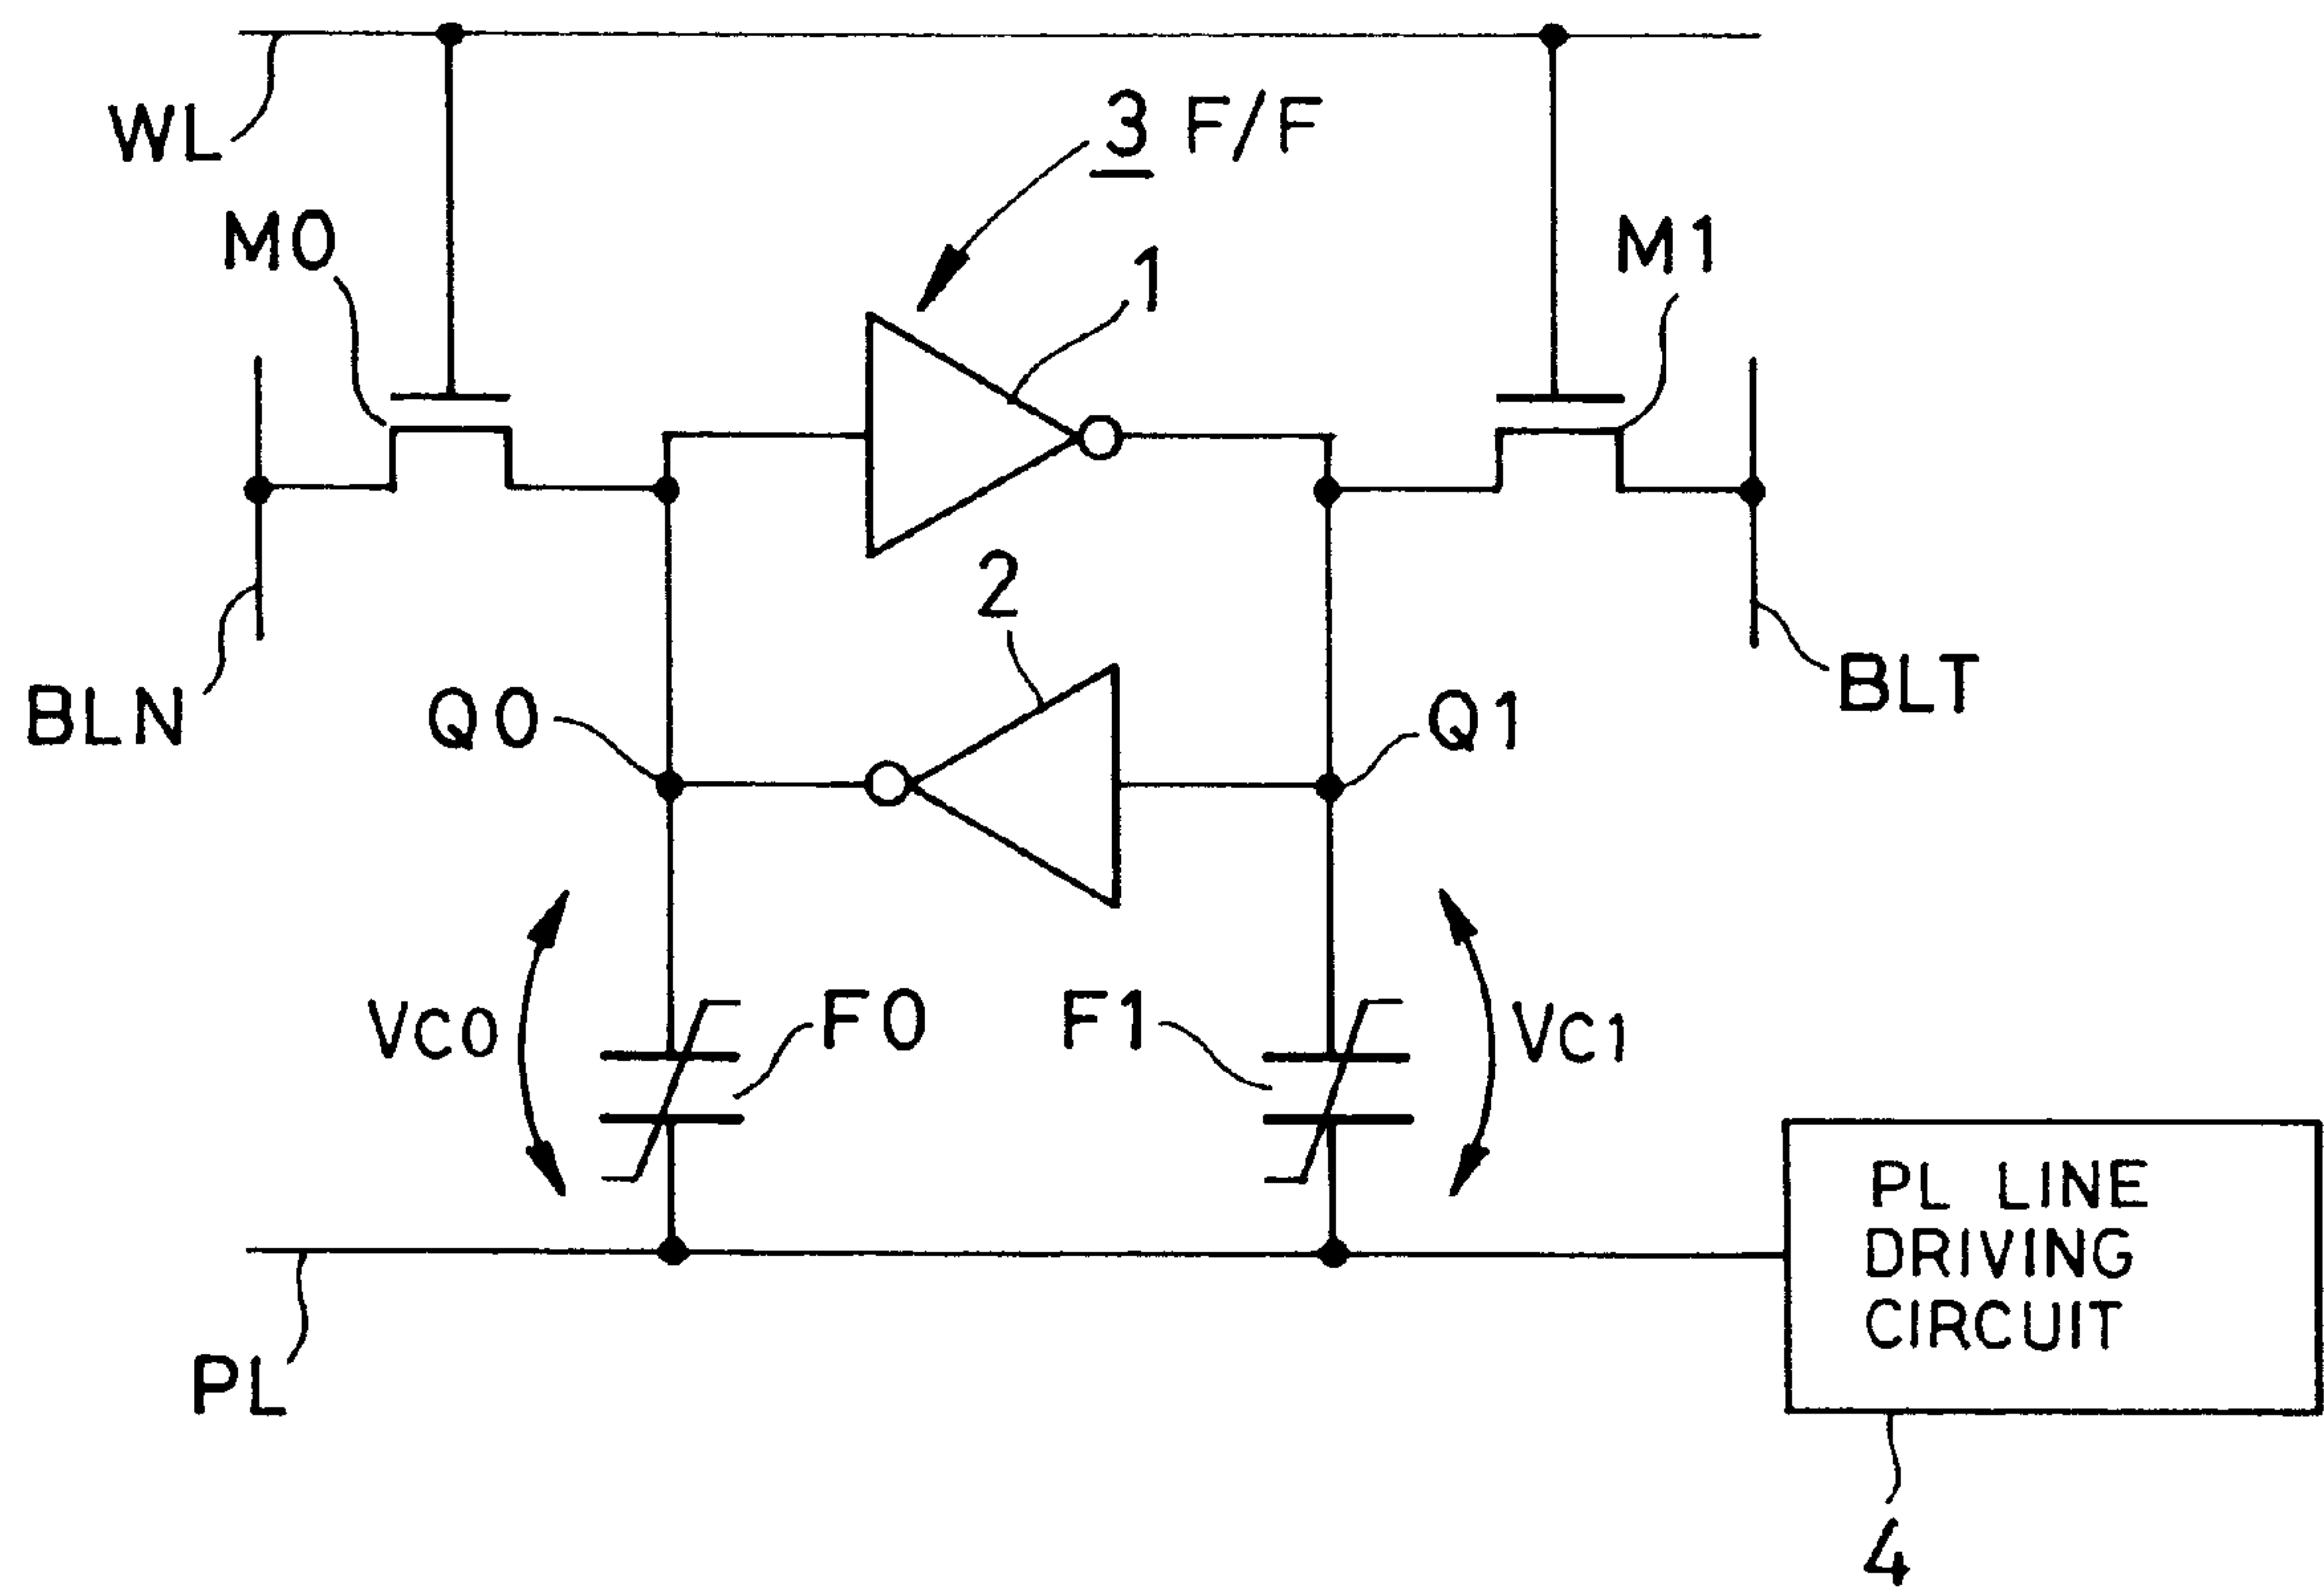 WL
3 F/F
M0
1
M1
2
BLN
Q0
Q1
BLT
VC0
F0
F1
VC1
PL LINE
DRIVING
CIRCUIT
PL
4